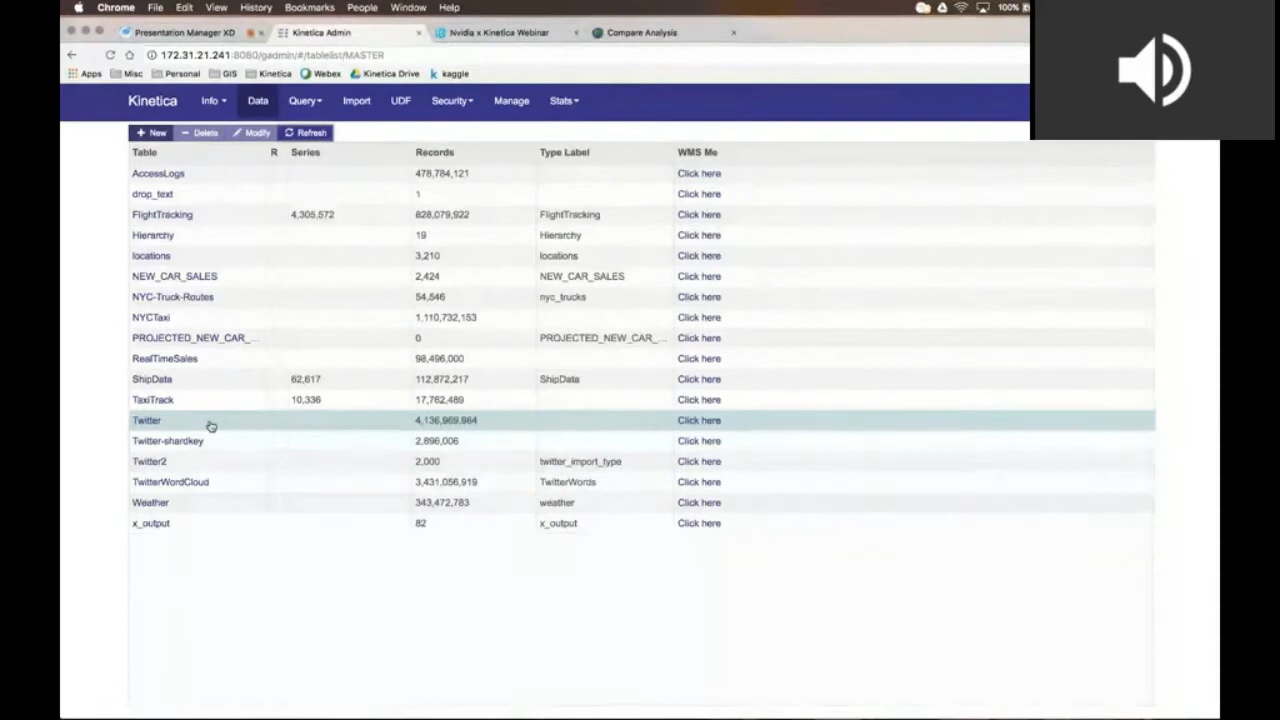 Chrome File Edit View History Bookmarks People Window Help 100%
Presentation Manager XD Kinetica Admin Nvidia x Kinetica Webinar Compare Analysis
172.31.21.241:8080/gadmin/#/tablelist/MASTER
Apps Misc Personal GIS Kinetica Webex Kinetica Drive k kaggle
Kinetica Info Data Query Import UDF Security Manage Stats
+ New − Delete Modify Refresh
Table R Series Records Type Label WMS Me
AccessLogs 478,784,121 Click here
drop_text 1 Click here
FlightTracking 4,305,572 828,079,922 FlightTracking Click here
Hierarchy 19 Hierarchy Click here
locations 3,210 locations Click here
NEW_CAR_SALES 2,424 NEW_CAR_SALES Click here
NYC-Truck-Routes 54,546 nyc_trucks Click here
NYCTaxi 1,110,732,153 Click here
PROJECTED_NEW_CAR_... 0 PROJECTED_NEW_CAR_... Click here
RealTimeSales 98,496,000 Click here
ShipData 62,617 112,872,217 ShipData Click here
TaxiTrack 10,336 17,762,489 Click here
Twitter 4,136,969,964 Click here
Twitter-shardkey 2,896,006 Click here
Twitter2 2,000 twitter_import_type Click here
TwitterWordCloud 3,431,056,919 TwitterWords Click here
Weather 343,472,783 weather Click here
x_output 82 x_output Click here